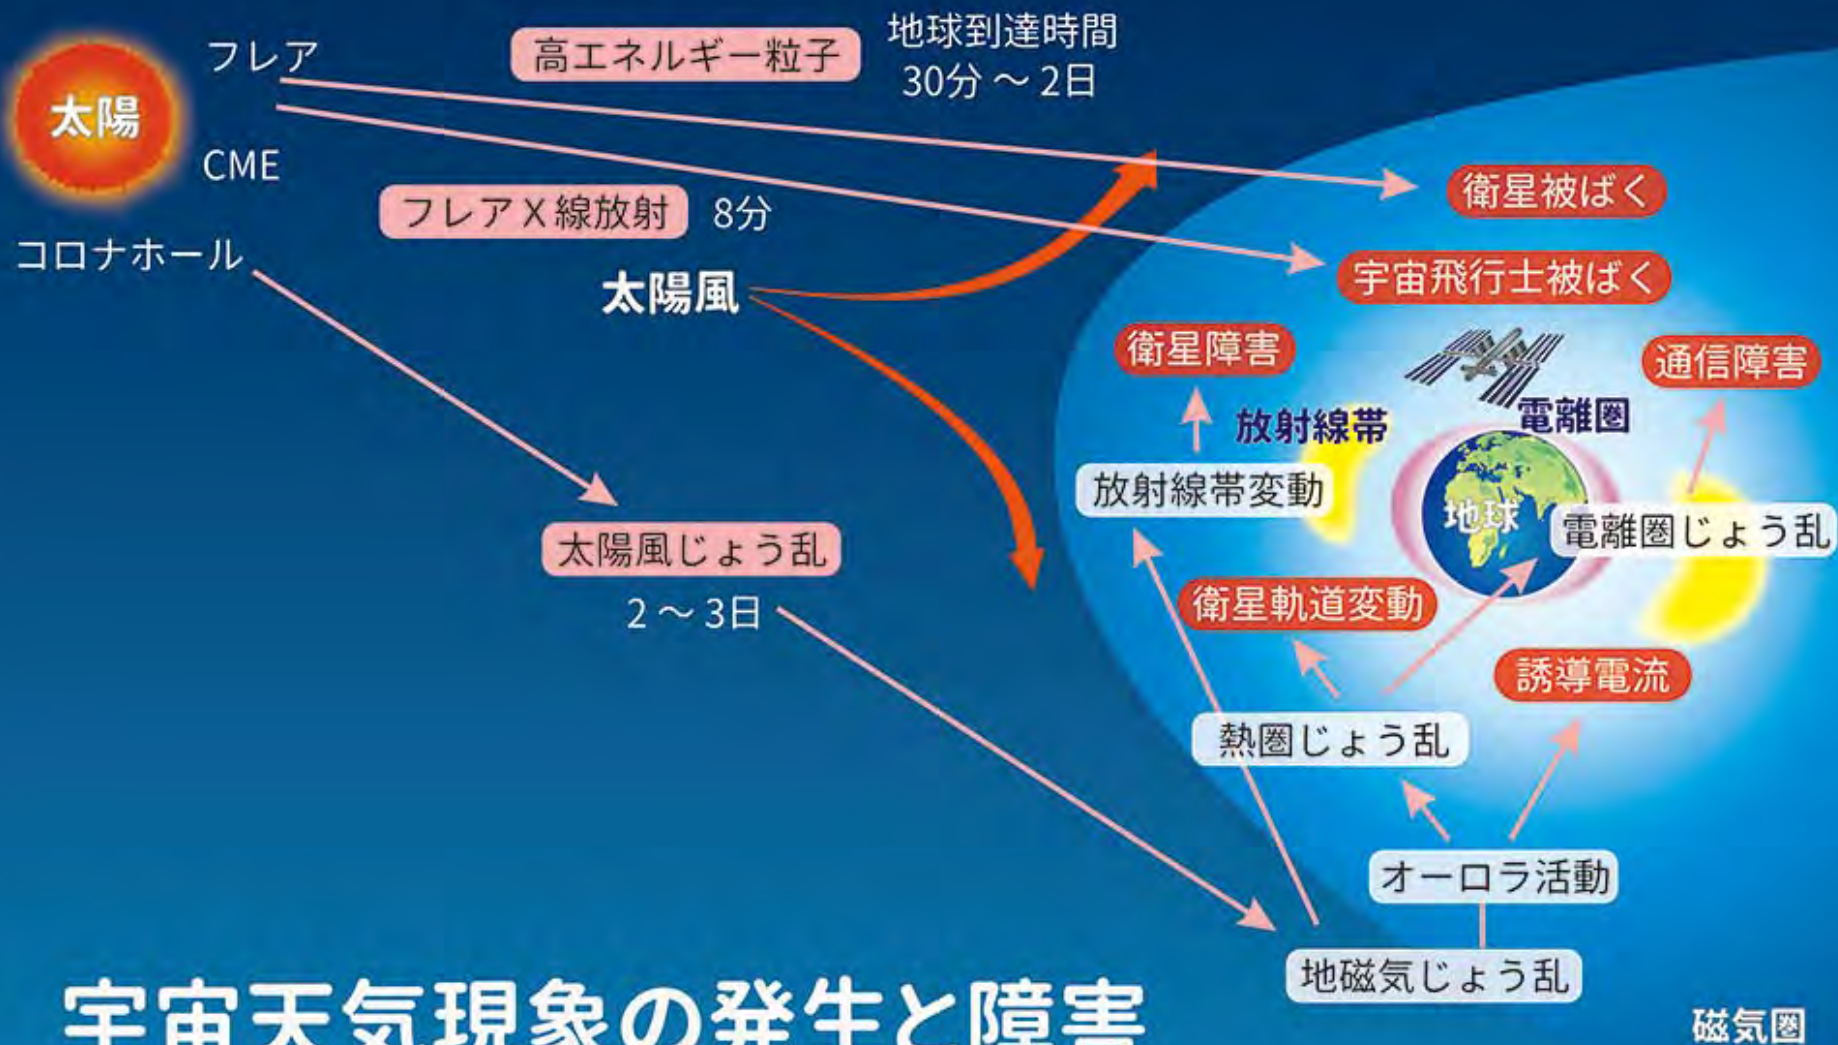 フレア
高エネルギー粒子
地球到達時間
30分 ～ 2日
太陽
CME
フレアX線放射
8分
コロナホール
太陽風
衛星被ばく
宇宙飛行士被ばく
衛星障害
通信障害
放射線帯
電離圏
放射線帯変動
地球
電離圏じょう乱
太陽風じょう乱
2 ～ 3日
衛星軌道変動
誘導電流
熱圏じょう乱
オーロラ活動
地磁気じょう乱
宇宙天気現象の発生と障害
磁気圏